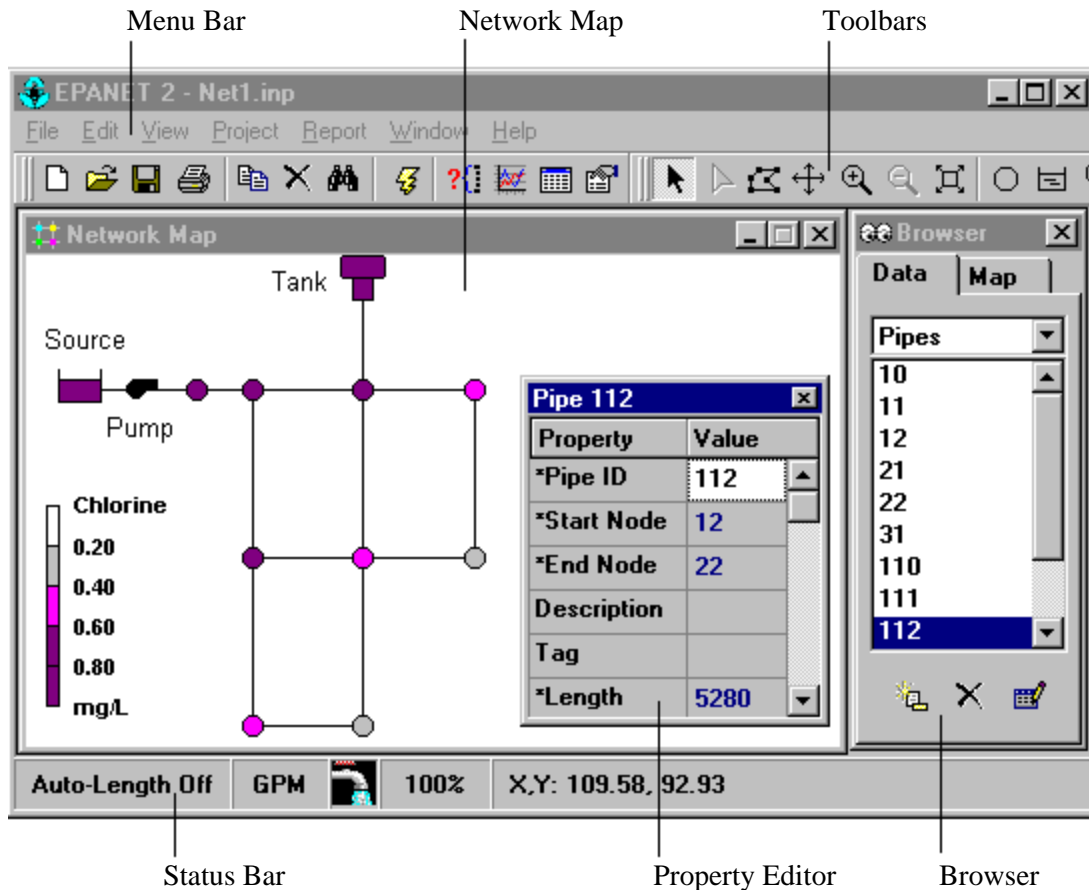 Menu Bar Network Map Toolbars
EPANET 2 - Net1.inp
File Edit View Project Report Window Help
Network Map
Browser
Data Map
Tank
Source
Pump
Pipes
10
11
12
21
22
31
110
111
112
Chlorine
0.20
0.40
0.60
0.80
mg/L
Pipe 112
Property Value
*Pipe ID 112
*Start Node 12
*End Node 22
Description
Tag
*Length 5280
Auto-Length Off GPM 100% X,Y: 109.58, 92.93
Status Bar Property Editor Browser